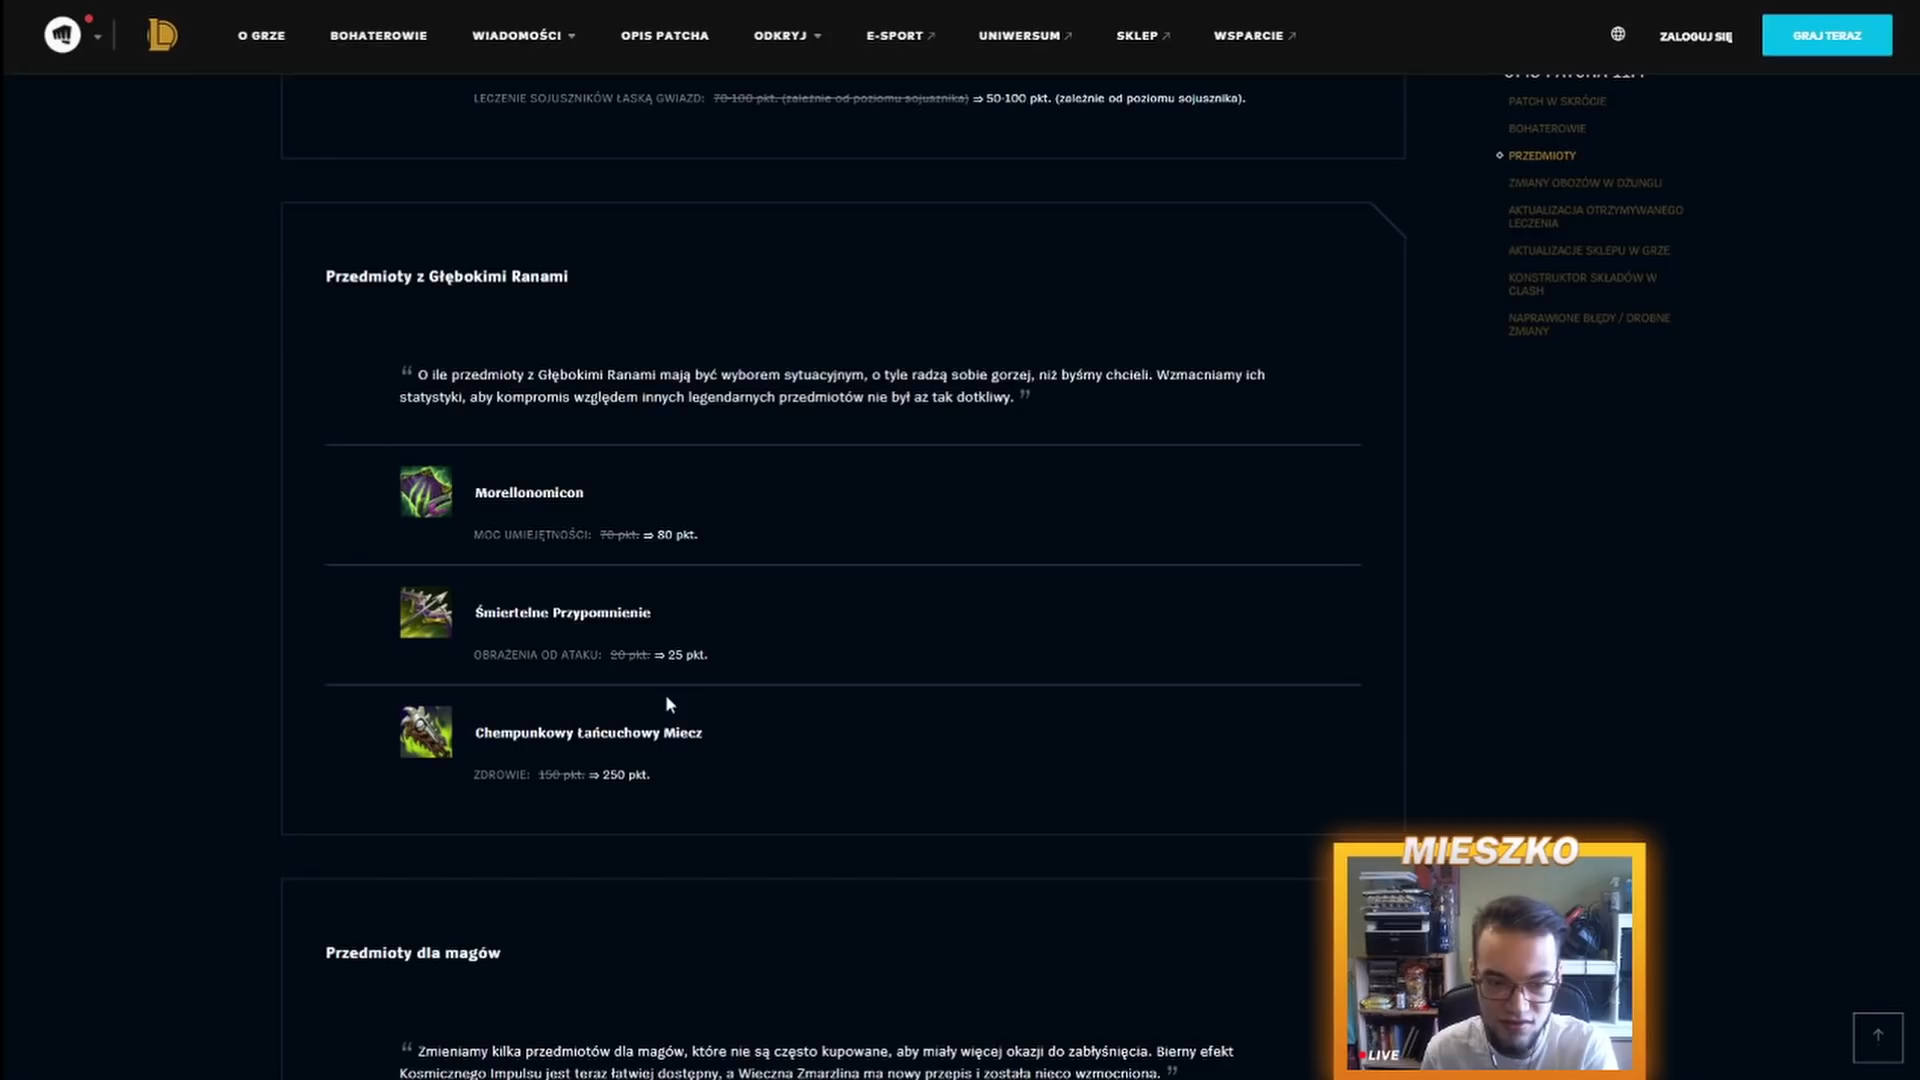 O GRZE
BOHATEROWIE
WIADOMOŚCI
OPIS PATCHA
ODKRYJ
E-SPORT
UNIWERSUM
SKLEP
WSPARCIE
ZALOGUJ SIĘ
GRAJ TERAZ
LECZENIE SOJUSZNIKÓW ŁASKĄ GWIAZD: 70-100 pkt. (zależnie od poziomu sojusznika) ⇒ 50-100 pkt. (zależnie od poziomu sojusznika).
PATCH W SKRÓCIE
BOHATEROWIE
PRZEDMIOTY
ZMIANY OBOZÓW W DŻUNGLI
AKTUALIZACJA OTRZYMYWANEGO
LECZENIA
AKTUALIZACJE SKLEPU W GRZE
KONSTRUKTOR SKŁADÓW W
CLASH
NAPRAWIONE BŁĘDY / DROBNE
ZMIANY
Przedmioty z Głębokimi Ranami
“ O ile przedmioty z Głębokimi Ranami mają być wyborem sytuacyjnym, o tyle radzą sobie gorzej, niż byśmy chcieli. Wzmacniamy ich
statystyki, aby kompromis względem innych legendarnych przedmiotów nie był aż tak dotkliwy. ”
Morellonomicon
MOC UMIEJĘTNOŚCI: 70 pkt. ⇒ 80 pkt.
Śmiertelne Przypomnienie
OBRAŻENIA OD ATAKU: 20 pkt. ⇒ 25 pkt.
Chempunkowy Łańcuchowy Miecz
ZDROWIE: 150 pkt. ⇒ 250 pkt.
Przedmioty dla magów
“ Zmieniamy kilka przedmiotów dla magów, które nie są często kupowane, aby miały więcej okazji do zabłyśnięcia. Bierny efekt
Kosmicznego Impulsu jest teraz łatwiej dostępny, a Wieczna Zmarzlina ma nowy przepis i została nieco wzmocniona. ”
MIESZKO
LIVE